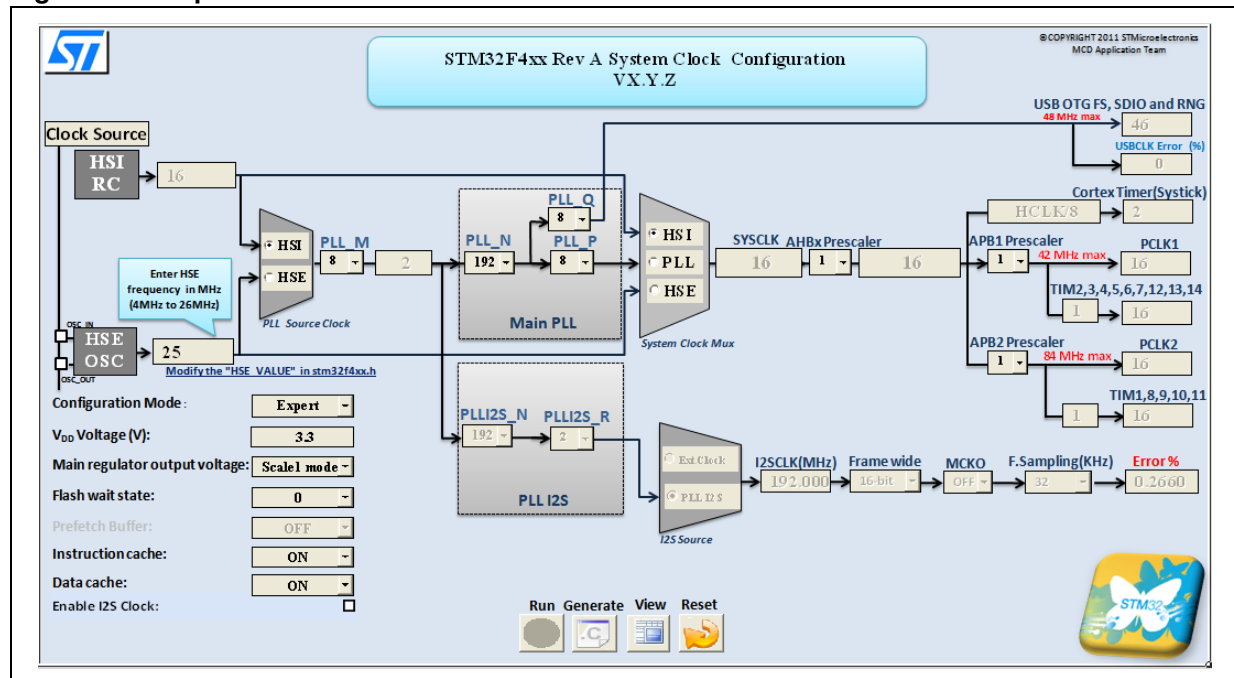 ST
STM32F4xx Rev A System Clock Configuration
VX.Y.Z
©COPYRIGHT 2011 STMicroelectronics
MCD Application Team
USB OTG FS, SDIO and RNG
48 MHz max
46
USBCLK Error (%)
0
Clock Source
HSI
RC
16
Cortex Timer(Systick)
HCLK/8
2
PLL_Q
8
PLL_N
192
PLL_P
8
Main PLL
HSI
HSE
PLL Source Clock
PLL_M
8
2
HSI
PLL
HSE
System Clock Mux
SYSCLK
16
AHBx Prescaler
1
16
APB1 Prescaler
1
42 MHz max
PCLK1
16
TIM2,3,4,5,6,7,12,13,14
1
16
APB2 Prescaler
1
84 MHz max
PCLK2
16
TIM1,8,9,10,11
1
16
Enter HSE
frequency in MHz
(4MHz to 26MHz)
OSC_IN
HSE
OSC
OSC_OUT
25
Modify the "HSE_VALUE" in stm32f4xx.h
Configuration Mode:
Expert
VDD Voltage (V):
3.3
Main regulator output voltage:
Scale1 mode
Flash wait state:
0
Prefetch Buffer:
OFF
Instruction cache:
ON
Data cache:
ON
Enable I2S Clock:
PLLI2S_N
192
PLLI2S_R
2
PLL I2S
Ext.Clock
PLL I2S
I2S Source
I2SCLK(MHz)
192.000
Frame wide
16-bit
MCKO
OFF
F.Sampling(KHz)
32
Error %
0.2660
Run Generate View Reset
.C
STM32